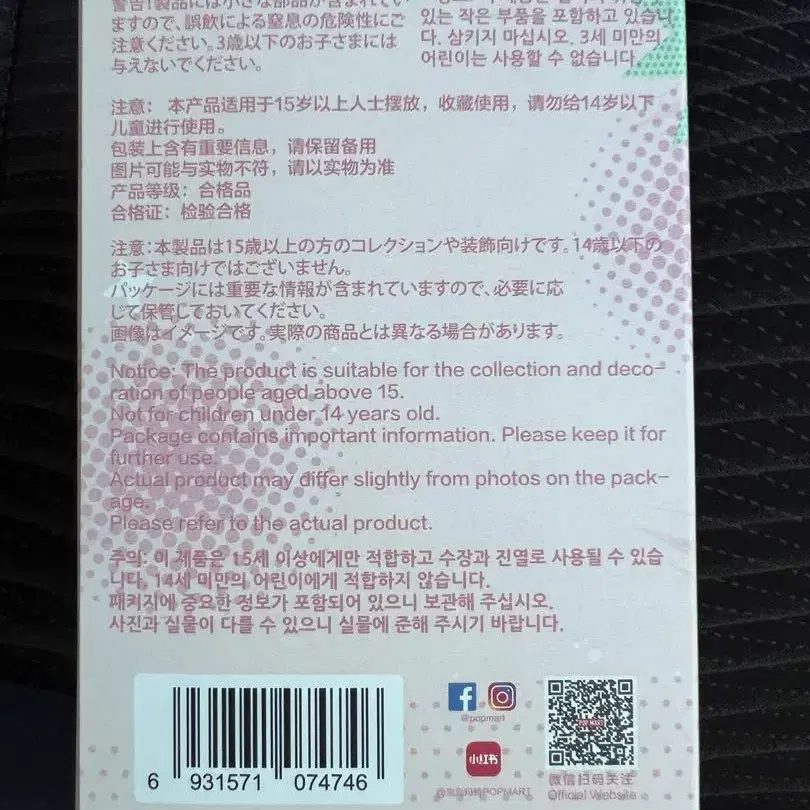 警告!製品には小さな部品が含まれてい
ますので、誤飲による窒息の危険性にご
注意ください。3歳以下のお子さまには
与えないでください。
있는 작은 부품을 포함하고 있습니
다. 삼키지 마십시오. 3세 미만의
어린이는 사용할 수 없습니다.
注意: 本产品适用于15岁以上人士摆放，收藏使用，请勿给14岁以下
儿童进行使用。
包装上含有重要信息，请保留备用
图片可能与实物不符，请以实物为准
产品等级：合格品
合格证：检验合格
注意:本製品は15歳以上の方のコレクションや装飾向けです。14歳以下の
お子さま向けではございません。
パッケージには重要な情報が含まれていますので、必要に応
じて保管しておいてください。
画像はイメージです。実際の商品とは異なる場合があります。
Notice: The product is suitable for the collection and deco-
ration of people aged above 15.
Not for children under 14 years old.
Package contains important information. Please keep it for
further use.
Actual product may differ slightly from photos on the pack-
age.
Please refer to the actual product.
주의: 이 제품은 15세 이상에게만 적합하고 수장과 진열로 사용될 수 있습
니다. 14세 미만의 어린이에게 적합하지 않습니다.
패키지에 중요한 정보가 포함되어 있으니 보관해 주십시오.
사진과 실물이 다를 수 있으니 실물에 준해 주시기 바랍니다.
@popmart
POP MART
小红书
@泡泡玛特POPMART
微信扫码关注
Official Website
6 931571 074746